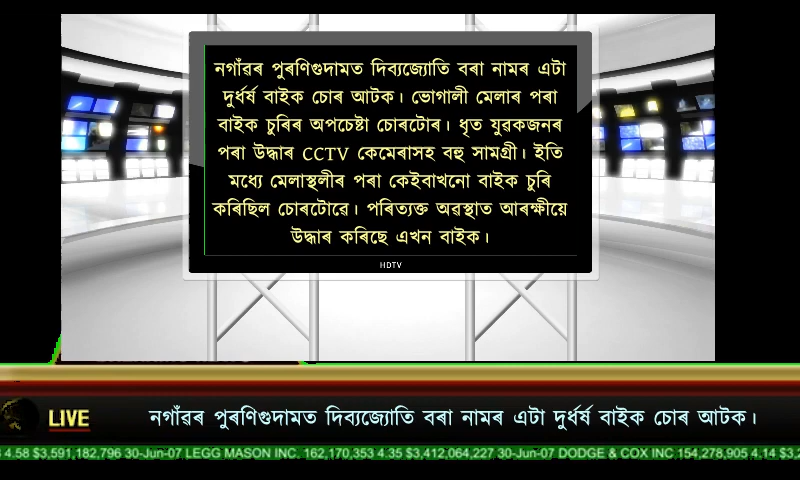 নগাঁৱৰ পুৰণিগুদামত দিব্যজ্যোতি বৰা নামৰ এটা
দুৰ্ধৰ্ষ বাইক চোৰ আটক। ভোগালী মেলাৰ পৰা
বাইক চুৰিৰ অপচেষ্টা চোৰটোৰ। ধৃত যুৱকজনৰ
পৰা উদ্ধাৰ CCTV কেমেৰাসহ বহু সামগ্ৰী। ইতি
মধ্যে মেলাস্থলীৰ পৰা কেইবাখনো বাইক চুৰি
কৰিছিল চোৰটোৱে। পৰিত্যক্ত অৱস্থাত আৰক্ষীয়ে
উদ্ধাৰ কৰিছে এখন বাইক।
HDTV
LIVE নগাঁৱৰ পুৰণিগুদামত দিব্যজ্যোতি বৰা নামৰ এটা দুৰ্ধৰ্ষ বাইক চোৰ আটক।
4.58 $3,591,182,796 30-Jun-07 LEGG MASON INC. 162,170,353 4.35 $3,412,064,227 30-Jun-07 DODGE & COX INC 154,278,905 4.14